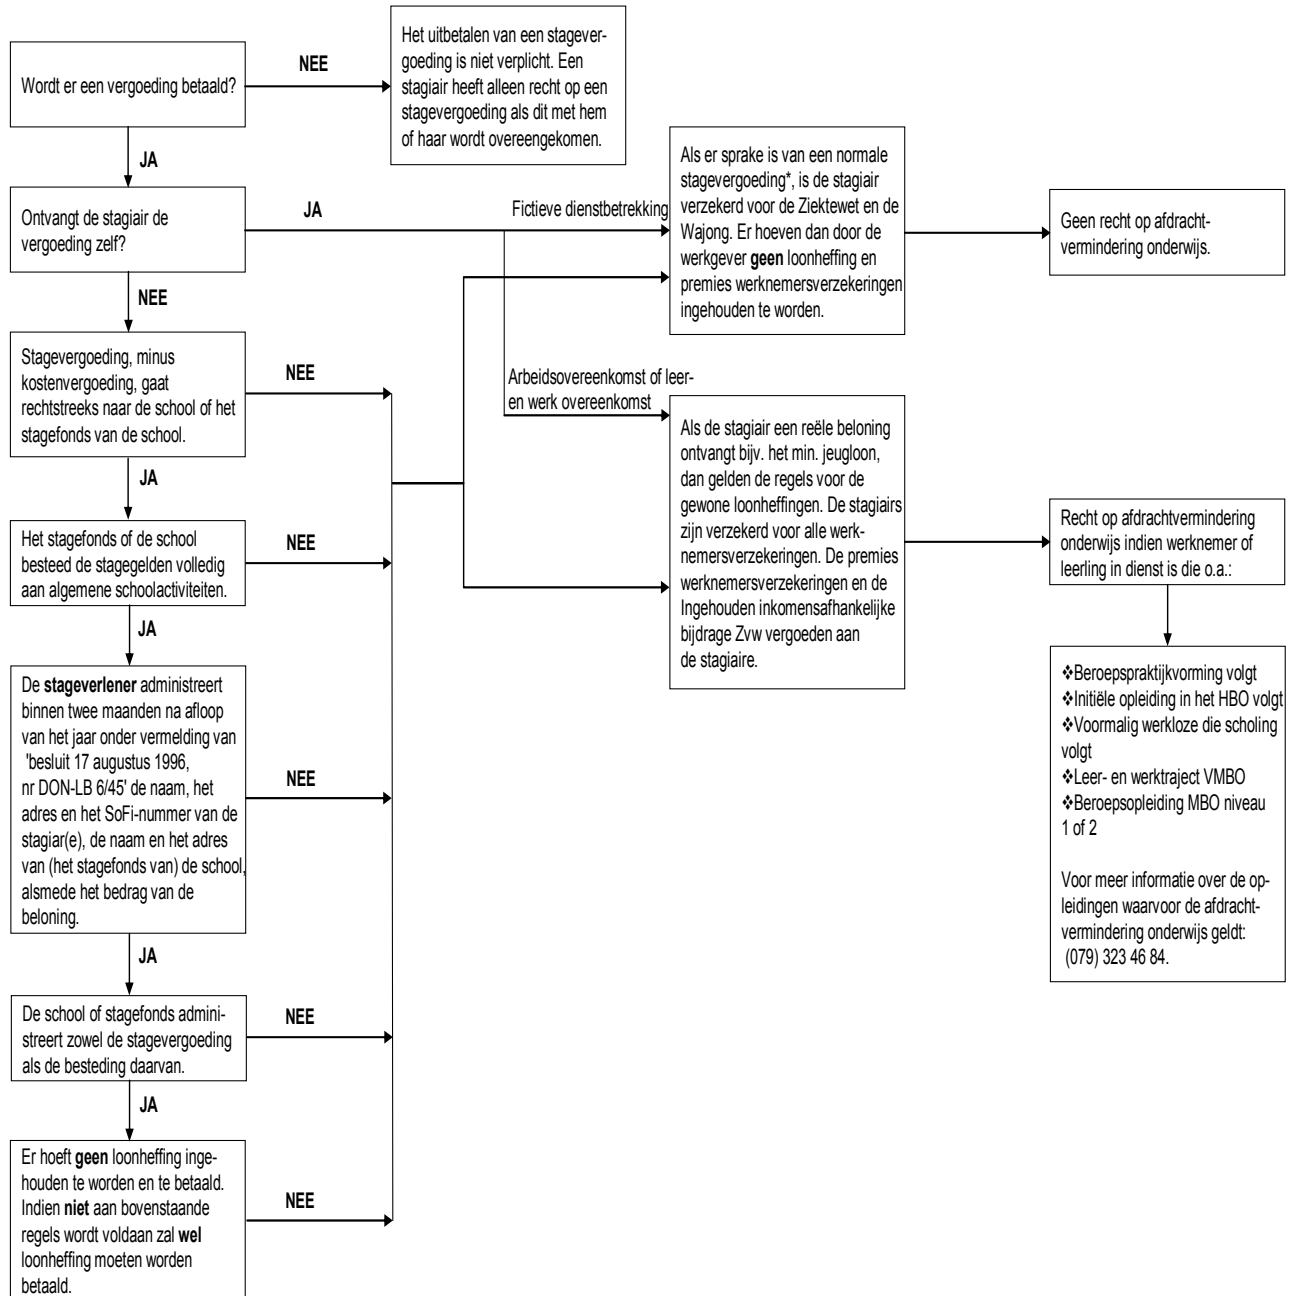 Wordt er een vergoeding betaald?
NEE
Het uitbetalen van een stagever-
goeding is niet verplicht. Een
stagiair heeft alleen recht op een
stagevergoeding als dit met hem
of haar wordt overeengekomen.
JA
Ontvangt de stagiair de
vergoeding zelf?
JA
Fictieve dienstbetrekking
Als er sprake is van een normale
stagevergoeding*, is de stagiair
verzekerd voor de Ziektewet en de
Wajong. Er hoeven dan door de
werkgever geen loonheffing en
premies werknemersverzekeringen
ingehouden te worden.
Geen recht op afdracht-
vermindering onderwijs.
NEE
Stagevergoeding, minus
kostenvergoeding, gaat
rechtstreeks naar de school of het
stagefonds van de school.
NEE
Arbeidsovereenkomst of leer-
en werk overeenkomst
Als de stagiair een reële beloning
ontvangt bijv. het min. jeugloon,
dan gelden de regels voor de
gewone loonheffingen. De stagiairs
zijn verzekerd voor alle werk-
nemersverzekeringen. De premies
werknemersverzekeringen en de
Ingehouden inkomensafhankelijke
bijdrage Zvw vergoeden aan
de stagiaire.
Recht op afdrachtvermindering
onderwijs indien werknemer of
leerling in dienst is die o.a.:
❖Beroepspraktijkvorming volgt
❖Initiële opleiding in het HBO volgt
❖Voormalig werkloze die scholing
volgt
❖Leer- en werktraject VMBO
❖Beroepsopleiding MBO niveau
1 of 2
Voor meer informatie over de op-
leidingen waarvoor de afdracht-
vermindering onderwijs geldt:
(079) 323 46 84.
JA
Het stagefonds of de school
besteed de stagegelden volledig
aan algemene schoolactiviteiten.
NEE
JA
De stageverlener administreert
binnen twee maanden na afloop
van het jaar onder vermelding van
'besluit 17 augustus 1996,
nr DON-LB 6/45' de naam, het
adres en het SoFi-nummer van de
stagiar(e), de naam en het adres
van (het stagefonds van) de school,
alsmede het bedrag van de
beloning.
NEE
JA
De school of stagefonds admini-
streert zowel de stagevergoeding
als de besteding daarvan.
NEE
JA
Er hoeft geen loonheffing inge-
houden te worden en te betaald.
Indien niet aan bovenstaande
regels wordt voldaan zal wel
loonheffing moeten worden
betaald.
NEE